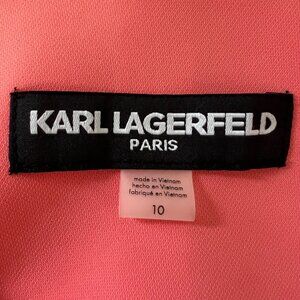 KARL LAGERFELD
PARIS
made in Vietnam
hecho en Vietnam
fabriqué en Vietnam
10